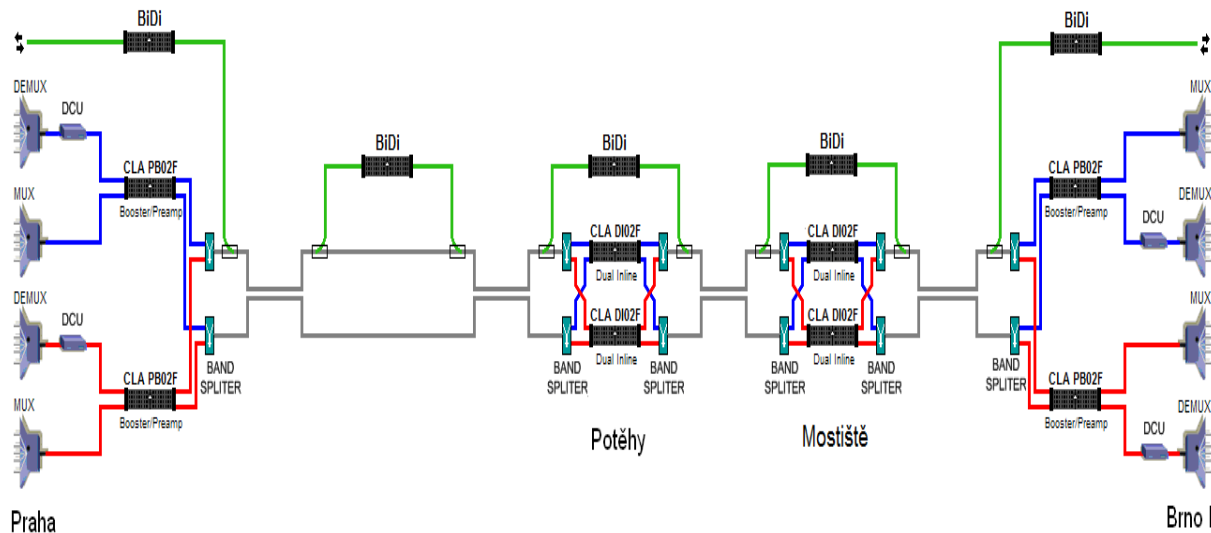 BiDi
BiDi
DEMUX
DCU
MUX
CLA PB02F
Booster/Preamp
BiDi
BiDi
BiDi
CLA PB02F
Booster/Preamp
DEMUX
DCU
MUX
CLA DI02F
Dual Inline
CLA DI02F
Dual Inline
DEMUX
DCU
MUX
CLA DI02F
Dual Inline
CLA DI02F
Dual Inline
MUX
CLA PB02F
Booster/Preamp
BAND
SPLITER
BAND
SPLITER
BAND
SPLITER
BAND
SPLITER
BAND
SPLITER
BAND
SPLITER
CLA PB02F
Booster/Preamp
DEMUX
DCU
Potěhy
Mostiště
Praha
Brno